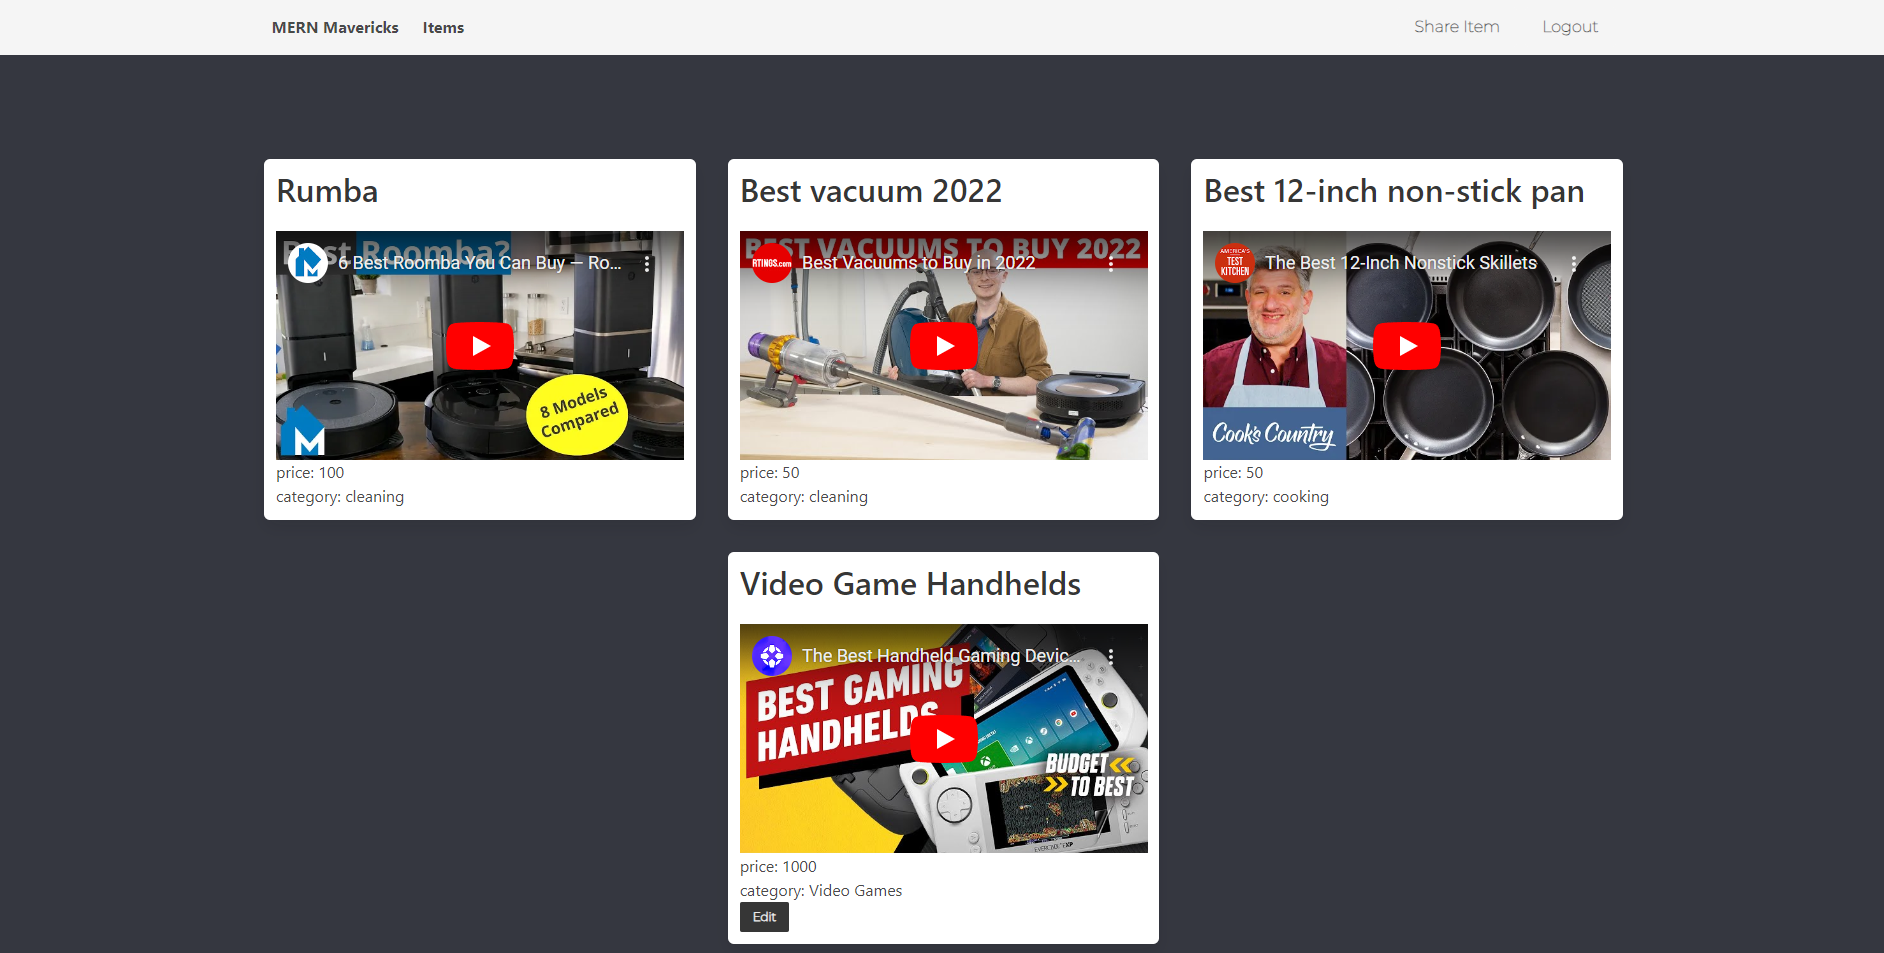 MERN Mavericks Items Share Item Logout
Rumba
Best Roomba?
6 Best Roomba You Can Buy — Ro...
8 Models
Compared
price: 100
category: cleaning
Best vacuum 2022
BEST VACUUMS TO BUY 2022
RTINGS.com
Best Vacuums to Buy in 2022
price: 50
category: cleaning
Best 12-inch non-stick pan
AMERICA'S
TEST
KITCHEN
The Best 12-Inch Nonstick Skillets
Cook's Country
price: 50
category: cooking
Video Game Handhelds
The Best Handheld Gaming Devic...
BEST GAMING
HANDHELDS
BUDGET
TO BEST
price: 1000
category: Video Games
Edit